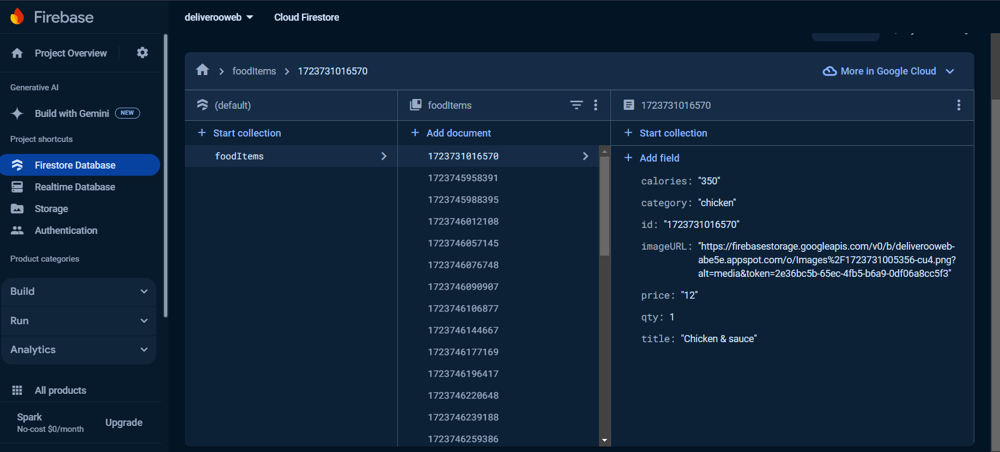 Firebase
Project Overview
Generative AI
Build with Gemini NEW
Project shortcuts
Firestore Database
Realtime Database
Storage
Authentication
Product categories
Build
Run
Analytics
All products
Spark
No-cost $0/month
Upgrade
deliverooweb
Cloud Firestore
foodItems
1723731016570
More in Google Cloud
(default)
Start collection
foodItems
foodItems
Add document
1723731016570
1723745958391
1723745988395
1723746012108
1723746057145
1723746076748
1723746090907
1723746106877
1723746144667
1723746177169
1723746196417
1723746220648
1723746239188
1723746259386
1723731016570
Start collection
Add field
calories: "350"
category: "chicken"
id: "1723731016570"
imageURL: "https://firebasestorage.googleapis.com/v0/b/deliverooweb-
abe5e.appspot.com/o/Images%2F1723731005356-cu4.png?
alt=media&token=2e36bc5b-65ec-4fb5-b6a9-0df06a8cc5f3"
price: "12"
qty: 1
title: "Chicken & sauce"